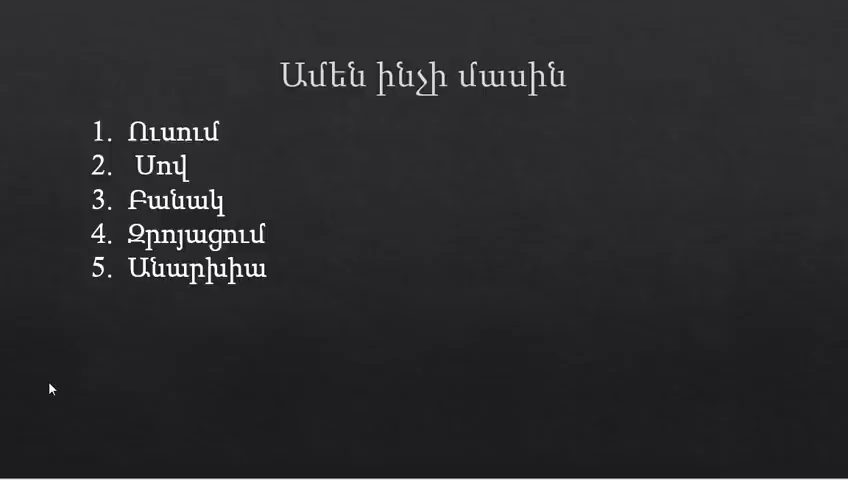 Ամեն ինչի մասին
1. Ուսում
2. Սով
3. Բանակ
4. Զրոյացում
5. Անարխիա